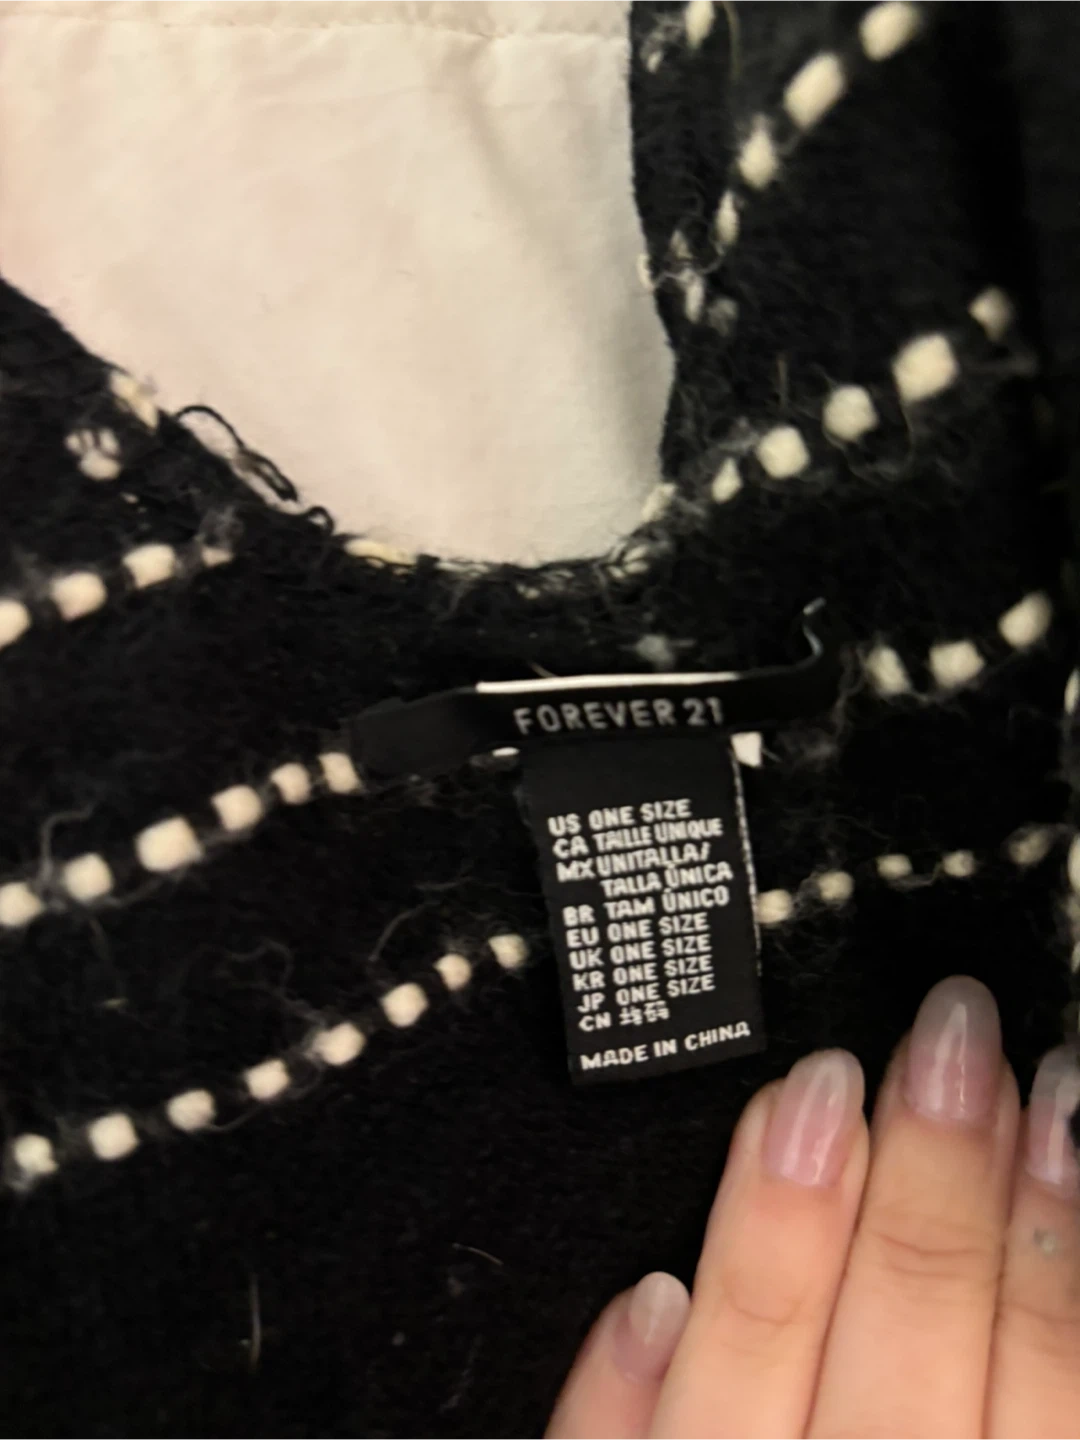 FOREVER 21
US ONE SIZE
CA TAILLE UNIQUE
MX UNITALLA/
TALLA ÚNICA
BR TAM ÚNICO
EU ONE SIZE
UK ONE SIZE
KR ONE SIZE
JP ONE SIZE
CN 均码
MADE IN CHINA